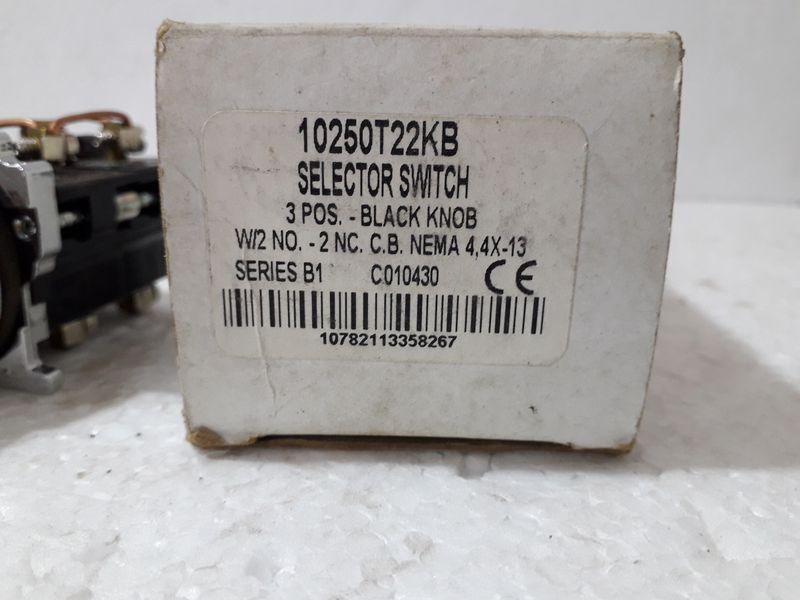 10250T22KB
SELECTOR SWITCH
3 POS. - BLACK KNOB
W/2 NO. - 2 NC. C.B. NEMA 4,4X-13
SERIES B1 C010430 CE
10782113358267